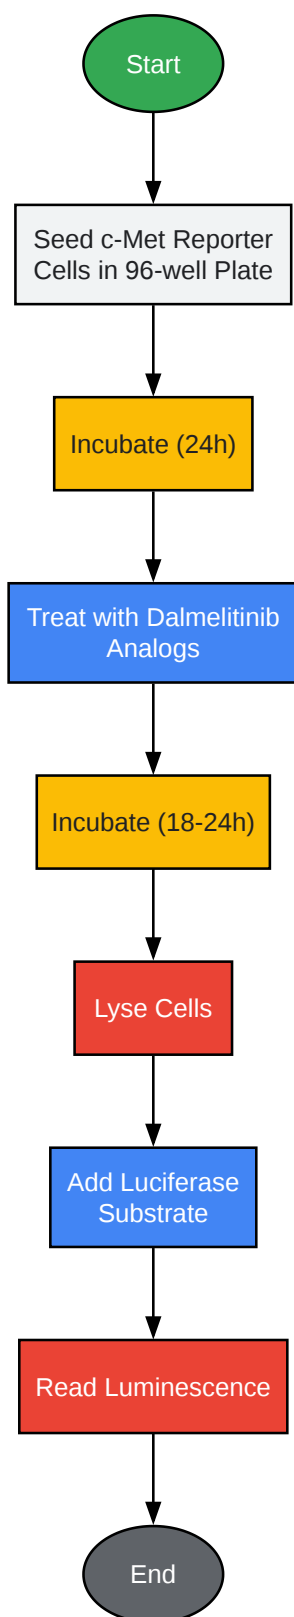 Start
Seed c-Met Reporter
Cells in 96-well Plate
Incubate (24h)
Treat with Dalmelitinib
Analogs
Incubate (18-24h)
Lyse Cells
Add Luciferase
Substrate
Read Luminescence
End